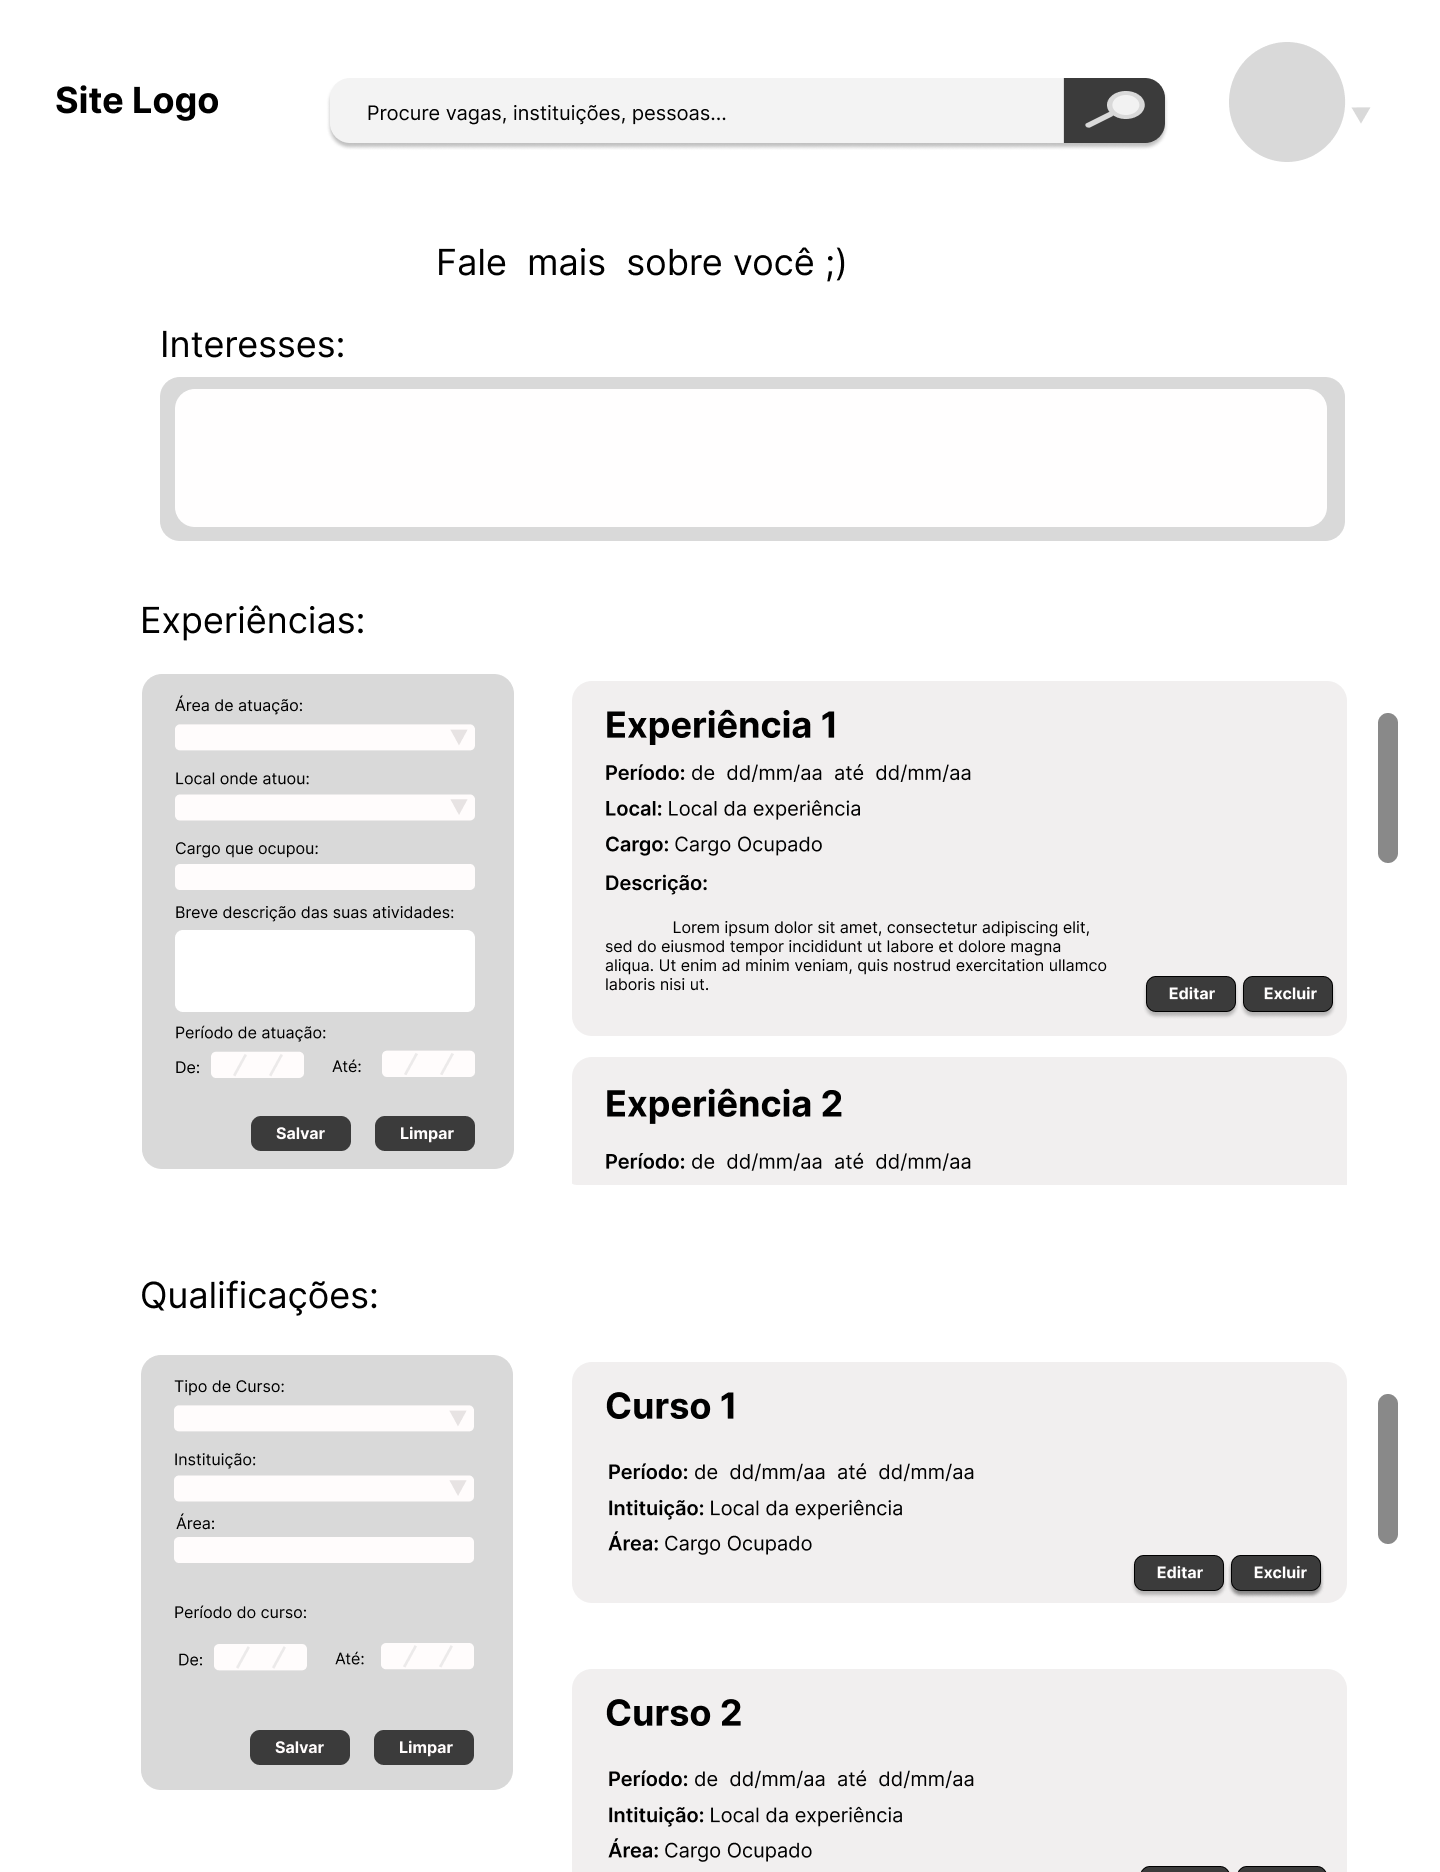 Site Logo
Procure vagas, instituições, pessoas...
Fale mais sobre você ;)
Interesses:
Experiências:
Área de atuação:
Local onde atuou:
Cargo que ocupou:
Breve descrição das suas atividades:
Período de atuação:
De: / / Até: / /
Salvar Limpar
Experiência 1
Período: de dd/mm/aa até dd/mm/aa
Local: Local da experiência
Cargo: Cargo Ocupado
Descrição:
Lorem ipsum dolor sit amet, consectetur adipiscing elit,
sed do eiusmod tempor incididunt ut labore et dolore magna
aliqua. Ut enim ad minim veniam, quis nostrud exercitation ullamco
laboris nisi ut.
Editar Excluir
Experiência 2
Período: de dd/mm/aa até dd/mm/aa
Qualificações:
Tipo de Curso:
Instituição:
Área:
Período do curso:
De: / / Até: / /
Salvar Limpar
Curso 1
Período: de dd/mm/aa até dd/mm/aa
Intituição: Local da experiência
Área: Cargo Ocupado
Editar Excluir
Curso 2
Período: de dd/mm/aa até dd/mm/aa
Intituição: Local da experiência
Área: Cargo Ocupado